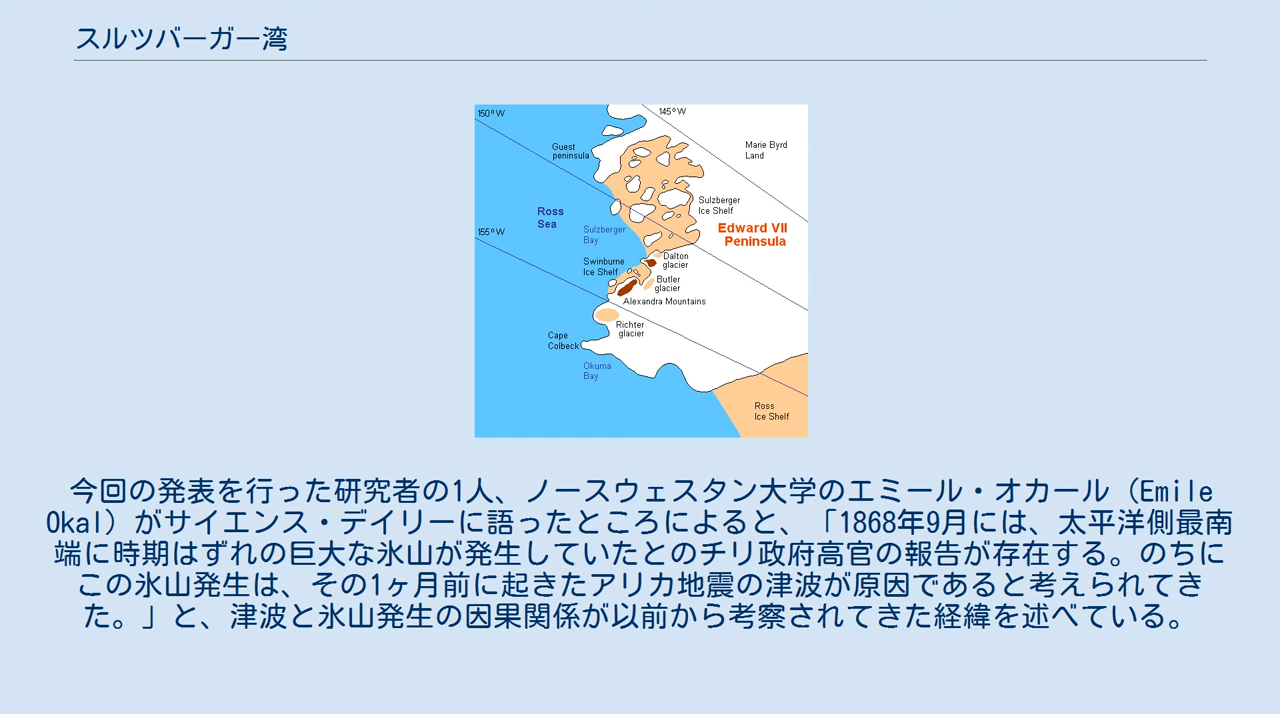 スルツバーガー湾
150°W
145°W
Guest
peninsula
Marie Byrd
Land
Ross
Sea
Sulzberger
Ice Shelf
Sulzberger
Bay
Edward VII
Peninsula
155°W
Dalton
glacier
Swinburne
Ice Shelf
Butler
glacier
Alexandra Mountains
Richter
glacier
Cape
Colbeck
Okuma
Bay
Ross
Ice Shelf
今回の発表を行った研究者の1人、ノースウェスタン大学のエミール・オカール（Emile
Okal）がサイエンス・デイリーに語ったところによると、「1868年9月には、太平洋側最南
端に時期はずれの巨大な氷山が発生していたとのチリ政府高官の報告が存在する。のちに
この氷山発生は、その1ヶ月前に起きたアリカ地震の津波が原因であると考えられてき
た。」と、津波と氷山発生の因果関係が以前から考察されてきた経緯を述べている。